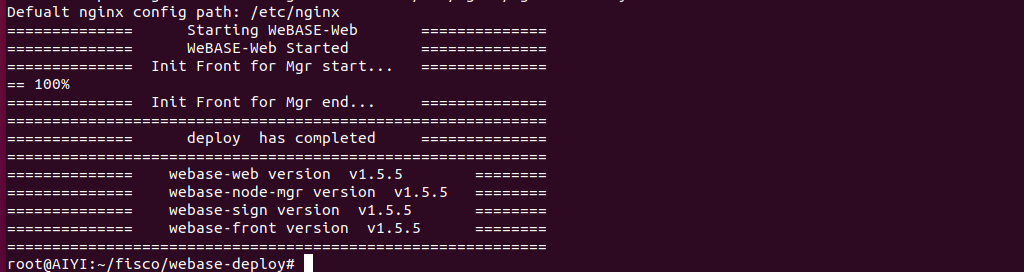 Defualt nginx config path: /etc/nginx
==============      Starting WeBASE-Web       ==============
==============      WeBASE-Web Started        ==============
==============  Init Front for Mgr start...   ==============
== 100%
==============  Init Front for Mgr end...     ==============
============================================================
==============      deploy  has completed     ==============
============================================================
==============    webase-web version  v1.5.5        ========
==============    webase-node-mgr version  v1.5.5   ========
==============    webase-sign version  v1.5.5       ========
==============    webase-front version  v1.5.5      ========
============================================================
root@AIYI:~/fisco/webase-deploy#